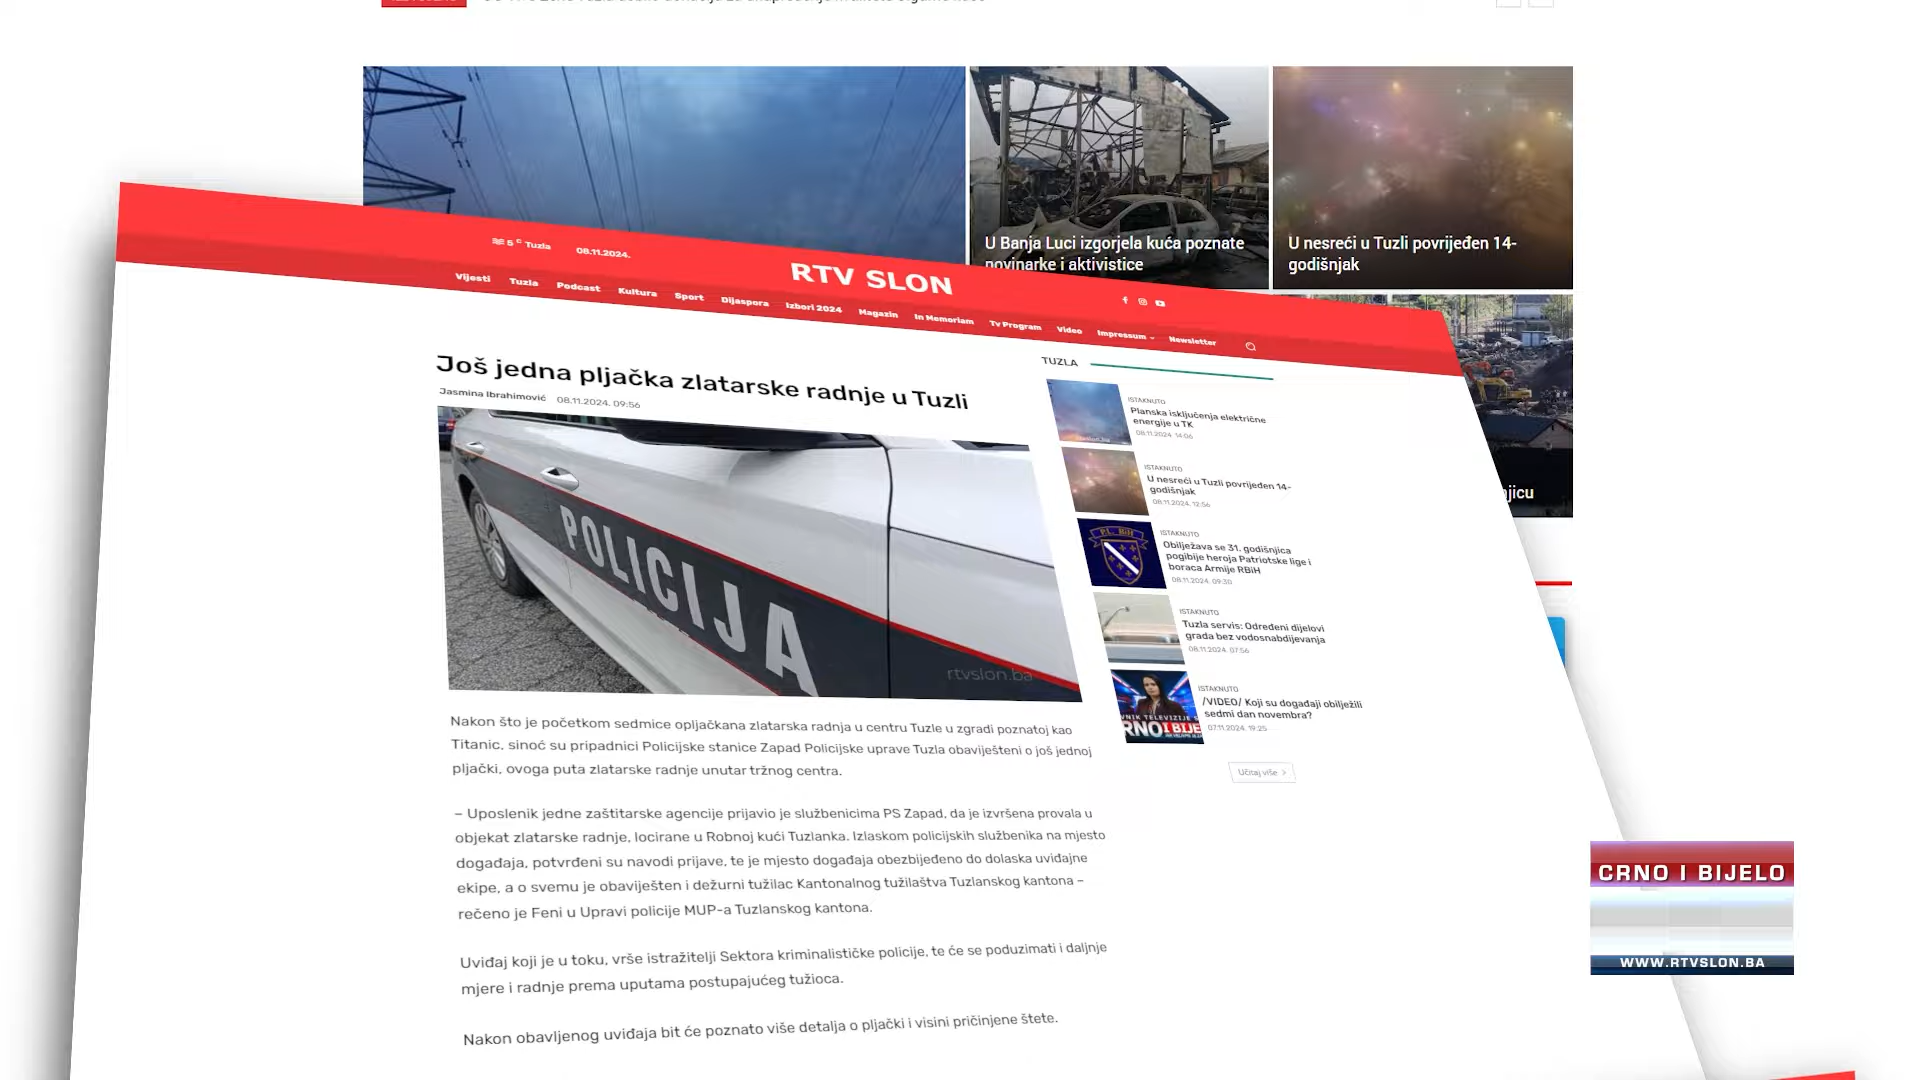 U Banja Luci izgorjela kuća poznate
novinarke i aktivistice
U nesreći u Tuzli povrijeđen 14-
godišnjak
5 °C Tuzla
08.11.2024.
RTV SLON
Vijesti Tuzla Podcast Kultura Sport Dijaspora Izbori 2024 Magazin In Memoriam Tv Program Video Impressum Newsletter
Još jedna pljačka zlatarske radnje u Tuzli
Jasmina Ibrahimović 08.11.2024. 09:56
POLICIJA
rtvslon.ba
Nakon što je početkom sedmice opljačkana zlatarska radnja u centru Tuzle u zgradi poznatoj kao
Titanic, sinoć su pripadnici Policijske stanice Zapad Policijske uprave Tuzla obaviješteni o još jednoj
pljački, ovoga puta zlatarske radnje unutar tržnog centra.
– Uposlenik jedne zaštitarske agencije prijavio je službenicima PS Zapad, da je izvršena provala u
objekat zlatarske radnje, locirane u Robnoj kući Tuzlanka. Izlaskom policijskih službenika na mjesto
događaja, potvrđeni su navodi prijave, te je mjesto događaja obezbijeđeno do dolaska uviđajne
ekipe, a o svemu je obaviješten i dežurni tužilac Kantonalnog tužilaštva Tuzlanskog kantona –
rečeno je Feni u Upravi policije MUP-a Tuzlanskog kantona.
Uviđaj koji je u toku, vrše istražitelji Sektora kriminalističke policije, te će se poduzimati i daljnje
mjere i radnje prema uputama postupajućeg tužioca.
Nakon obavljenog uviđaja bit će poznato više detalja o pljački i visini pričinjene štete.
TUZLA
ISTAKNUTO
Planska isključenja električne
energije u TK
08.11.2024. 14:06
ISTAKNUTO
U nesreći u Tuzli povrijeđen 14-
godišnjak
08.11.2024. 12:56
ISTAKNUTO
Obilježava se 31. godišnjica
pogibije heroja Patriotske lige i
boraca Armije RBiH
08.11.2024. 09:30
ISTAKNUTO
Tuzla servis: Određeni dijelovi
grada bez vodosnabdijevanja
08.11.2024. 07:56
ISTAKNUTO
/VIDEO/ Koji su događaji obilježili
sedmi dan novembra?
07.11.2024. 19:25
Učitaj više
CRNO I BIJELO
WWW.RTVSLON.BA